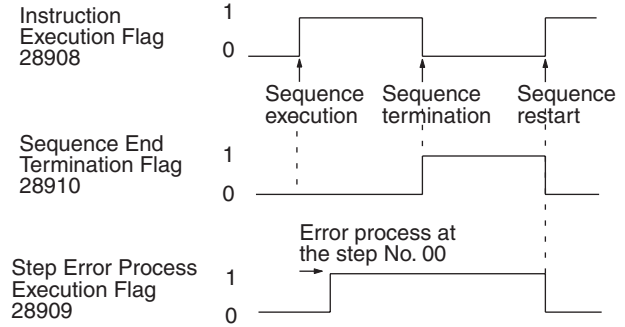 Instruction
Execution Flag
28908
1
0
Sequence
execution
Sequence
termination
Sequence
restart
Sequence End
Termination Flag
28910
1
0
Error process at
the step No. 00
Step Error Process
Execution Flag
28909
1
0